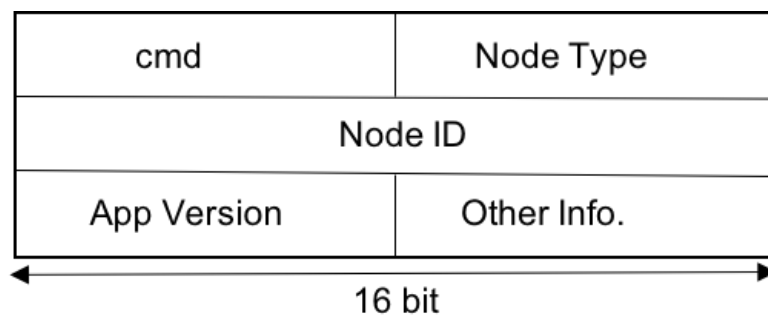 cmd Node Type
Node ID
App Version Other Info.
16 bit